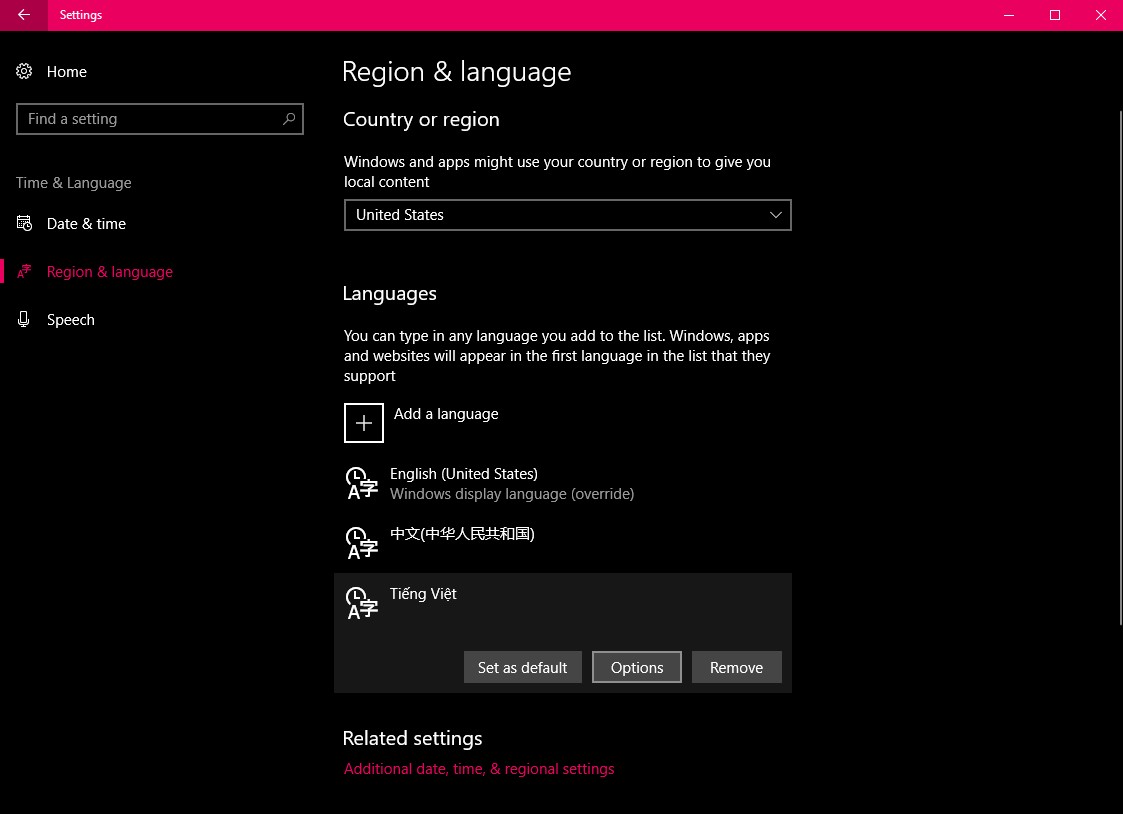 Settings
Home
Find a setting
Time & Language
Date & time
Region & language
Speech
Region & language
Country or region
Windows and apps might use your country or region to give you
local content
United States
Languages
You can type in any language you add to the list. Windows, apps
and websites will appear in the first language in the list that they
support
Add a language
English (United States)
Windows display language (override)
中文(中华人民共和国)
Tiếng Việt
Set as default
Options
Remove
Related settings
Additional date, time, & regional settings